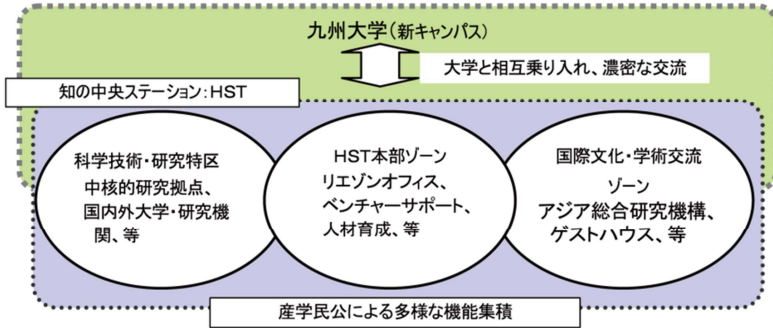 九州大学（新キャンパス）
大学と相互乗り入れ、濃密な交流
知の中央ステーション：HST
科学技術・研究特区
中核的研究拠点、
国内外大学・研究機
関、等
HST本部ゾーン
リエゾンオフィス、
ベンチャーサポート、
人材育成、等
国際文化・学術交流
ゾーン
アジア総合研究機構、
ゲストハウス、等
産学民公による多様な機能集積